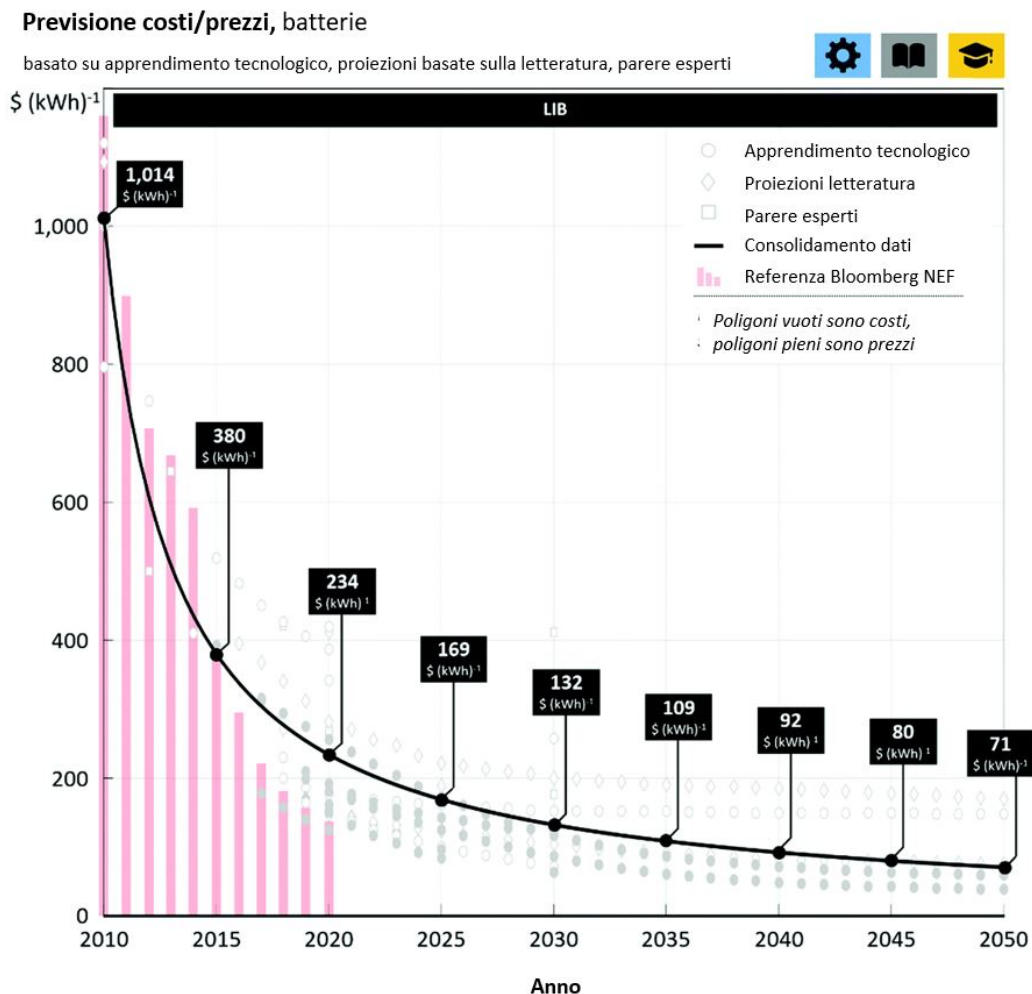 Previsione costi/prezzi, batterie
basato su apprendimento tecnologico, proiezioni basate sulla letteratura, parere esperti
$ (kWh)⁻¹
LIB
Apprendimento tecnologico
Proiezioni letteratura
Parere esperti
Consolidamento dati
Referenza Bloomberg NEF
Poligoni vuoti sono costi,
poligoni pieni sono prezzi
1,014
$ (kWh)⁻¹
380
$ (kWh)⁻¹
234
$ (kWh) ¹
169
$ (kWh)⁻¹
132
$ (kWh)⁻¹
109
$ (kWh)⁻¹
92
$ (kWh) ¹
80
$ (kWh) ¹
71
$ (kWh)⁻¹
1,000
800
600
400
200
0
2010 2015 2020 2025 2030 2035 2040 2045 2050
Anno